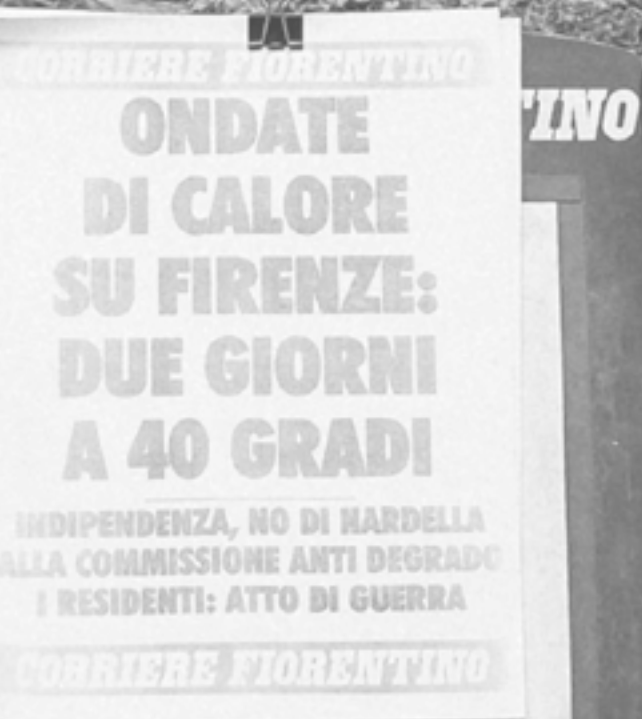 CORRIERE FIORENTINO
ONDATE
DI CALORE
SU FIRENZE:
DUE GIORNI
A 40 GRADI
INDIPENDENZA, NO DI NARDELLA
ALLA COMMISSIONE ANTI DEGRADO
I RESIDENTI: ATTO DI GUERRA
CORRIERE FIORENTINO
TINO